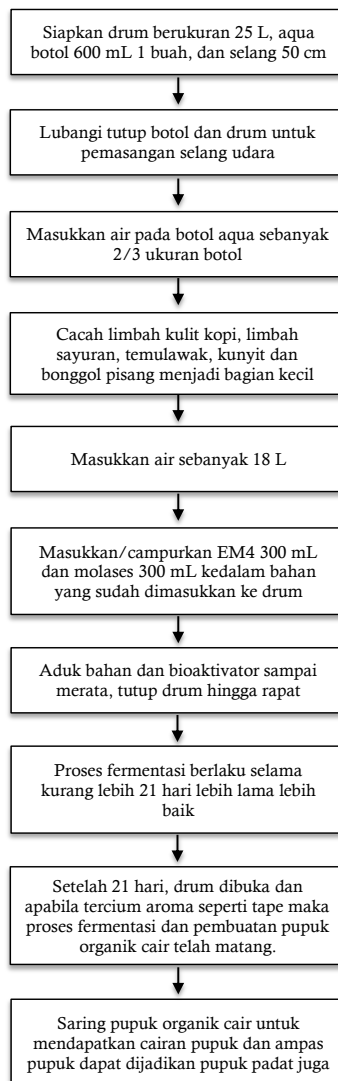 Siapkan drum berukuran 25 L, aqua
botol 600 mL 1 buah, dan selang 50 cm
Lubangi tutup botol dan drum untuk
pemasangan selang udara
Masukkan air pada botol aqua sebanyak
2/3 ukuran botol
Cacah limbah kulit kopi, limbah
sayuran, temulawak, kunyit dan
bonggol pisang menjadi bagian kecil
Masukkan air sebanyak 18 L
Masukkan/campurkan EM4 300 mL
dan molases 300 mL kedalam bahan
yang sudah dimasukkan ke drum
Aduk bahan dan bioaktivator sampai
merata, tutup drum hingga rapat
Proses fermentasi berlaku selama
kurang lebih 21 hari lebih lama lebih
baik
Setelah 21 hari, drum dibuka dan
apabila tercium aroma seperti tape maka
proses fermentasi dan pembuatan pupuk
organik cair telah matang.
Saring pupuk organik cair untuk
mendapatkan cairan pupuk dan ampas
pupuk dapat dijadikan pupuk padat juga